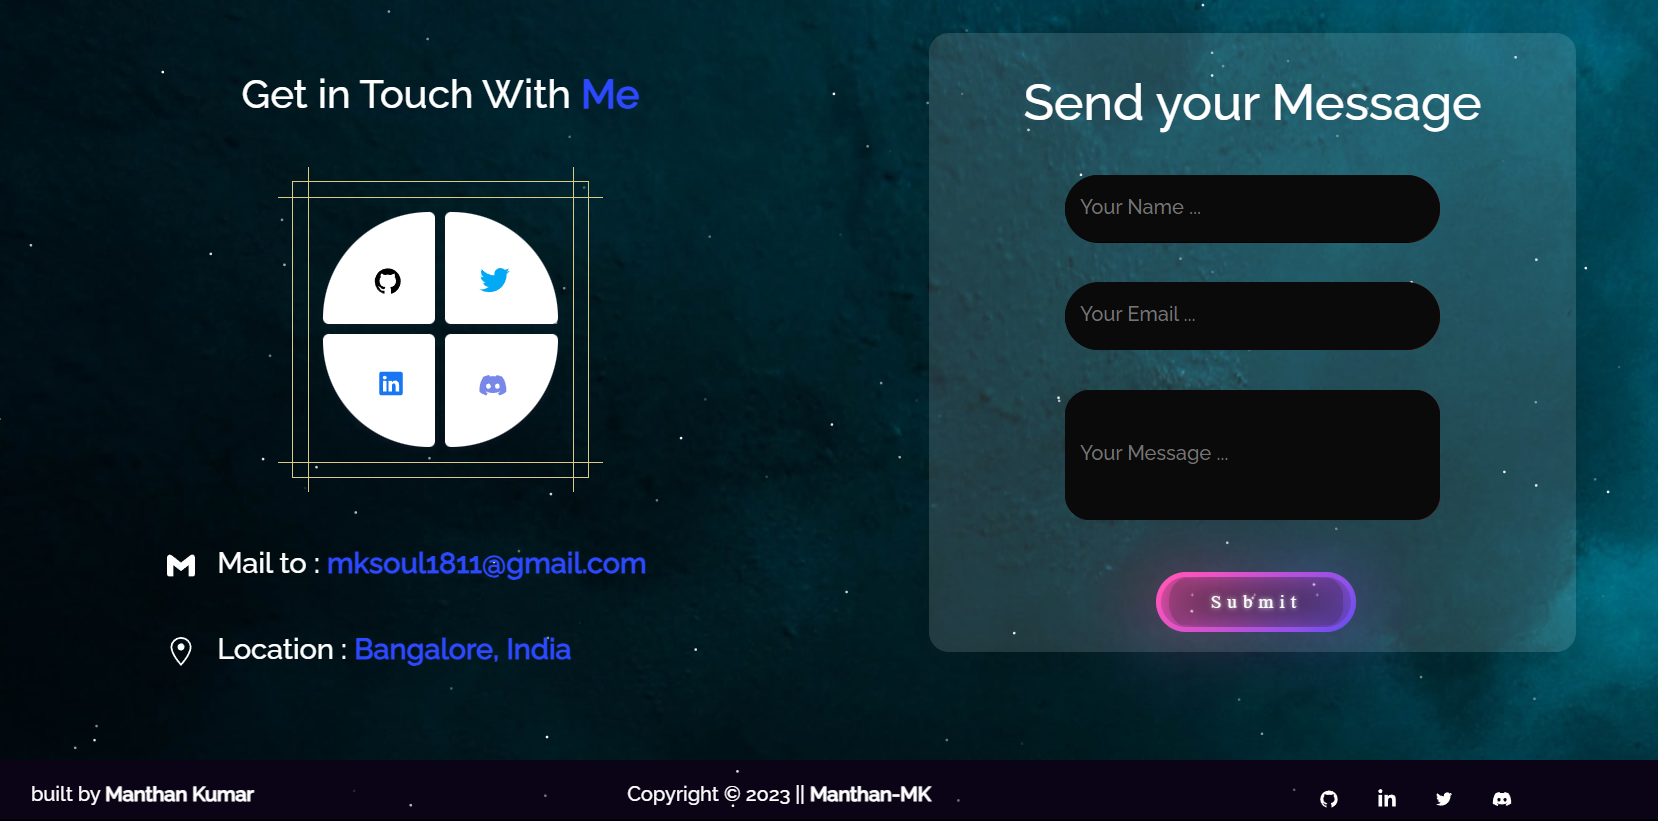 Get in Touch With Me
Mail to : mksoul1811@gmail.com
Location : Bangalore, India
Send your Message
Your Name ...
Your Email ...
Your Message ...
Submit
built by Manthan Kumar
Copyright © 2023 || Manthan-MK